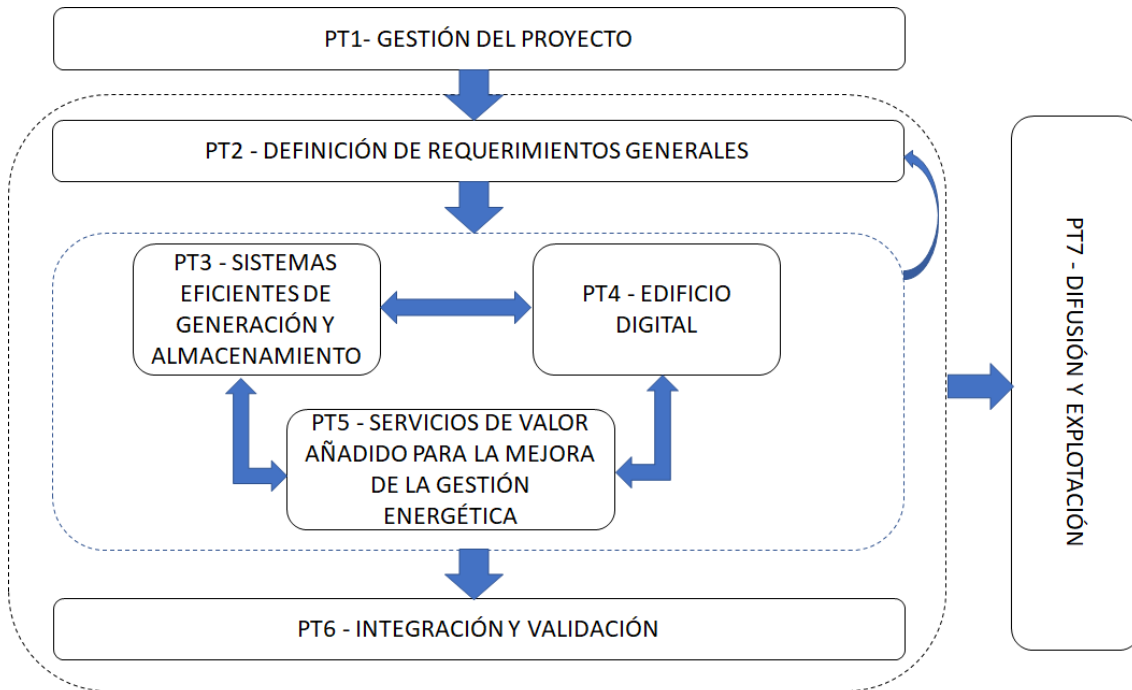 PT1- GESTIÓN DEL PROYECTO
PT2 - DEFINICIÓN DE REQUERIMIENTOS GENERALES
PT3 - SISTEMAS
EFICIENTES DE
GENERACIÓN Y
ALMACENAMIENTO
PT4 - EDIFICIO
DIGITAL
PT5 - SERVICIOS DE VALOR
AÑADIDO PARA LA MEJORA
DE LA GESTIÓN
ENERGÉTICA
PT6 - INTEGRACIÓN Y VALIDACIÓN
PT7 - DIFUSIÓN Y EXPLOTACIÓN